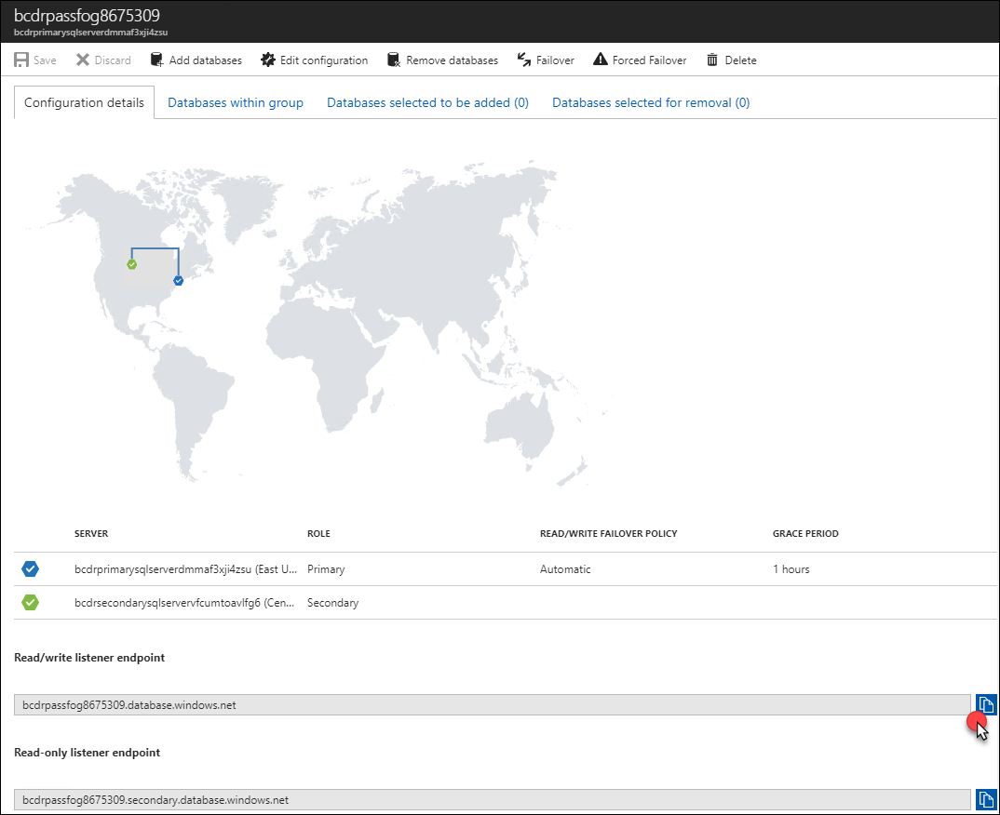 bcdrpassfog8675309
bcdrprimarysqlserverdmmaf3xji4zsu
Save Discard Add databases Edit configuration Remove databases Failover Forced Failover Delete
Configuration details Databases within group Databases selected to be added (0) Databases selected for removal (0)
SERVER ROLE READ/WRITE FAILOVER POLICY GRACE PERIOD
bcdrprimarysqlserverdmmaf3xji4zsu (East U... Primary Automatic 1 hours
bcdrsecondarysqlservervfcumtoavlfg6 (Cen... Secondary
Read/write listener endpoint
bcdrpassfog8675309.database.windows.net
Read-only listener endpoint
bcdrpassfog8675309.secondary.database.windows.net